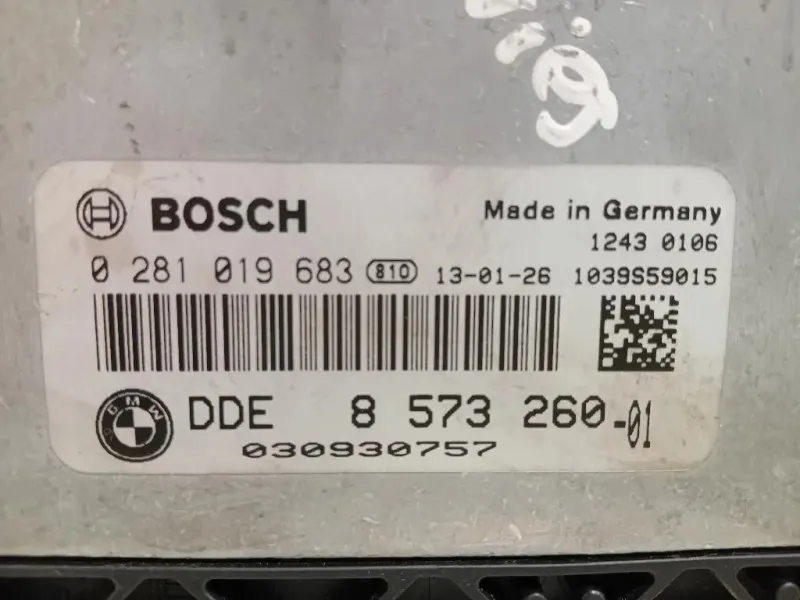 BOSCH
Made in Germany
1243 0106
0 281 019 683 810 13-01-26 1039S59015
BMW DDE 8 573 260-01
030930757